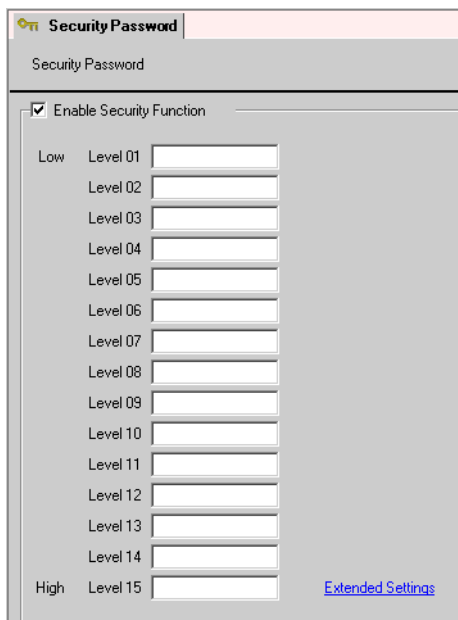 Security Password
Security Password
Enable Security Function
Low Level 01
Level 02
Level 03
Level 04
Level 05
Level 06
Level 07
Level 08
Level 09
Level 10
Level 11
Level 12
Level 13
Level 14
High Level 15 Extended Settings